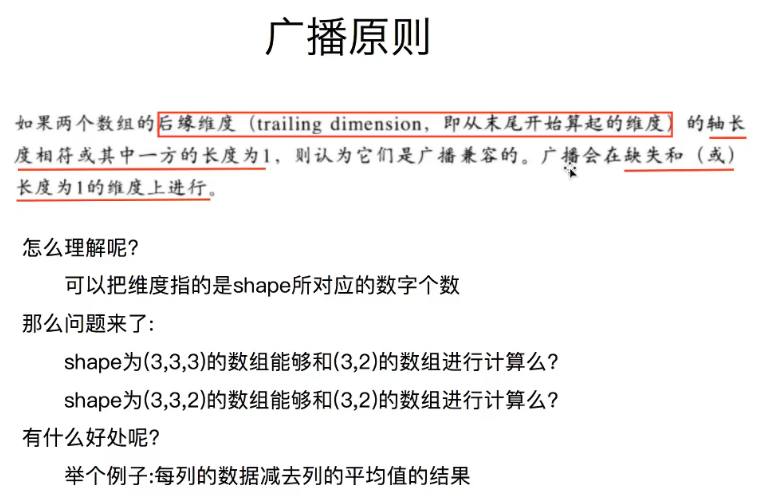 广播原则
如果两个数组的后缘维度（trailing dimension，即从末尾开始算起的维度）的轴长
度相符或其中一方的长度为1，则认为它们是广播兼容的。广播会在缺失和（或）
长度为1的维度上进行。
怎么理解呢?
可以把维度指的是shape所对应的数字个数
那么问题来了:
shape为(3,3,3)的数组能够和(3,2)的数组进行计算么?
shape为(3,3,2)的数组能够和(3,2)的数组进行计算么?
有什么好处呢?
举个例子:每列的数据减去列的平均值的结果